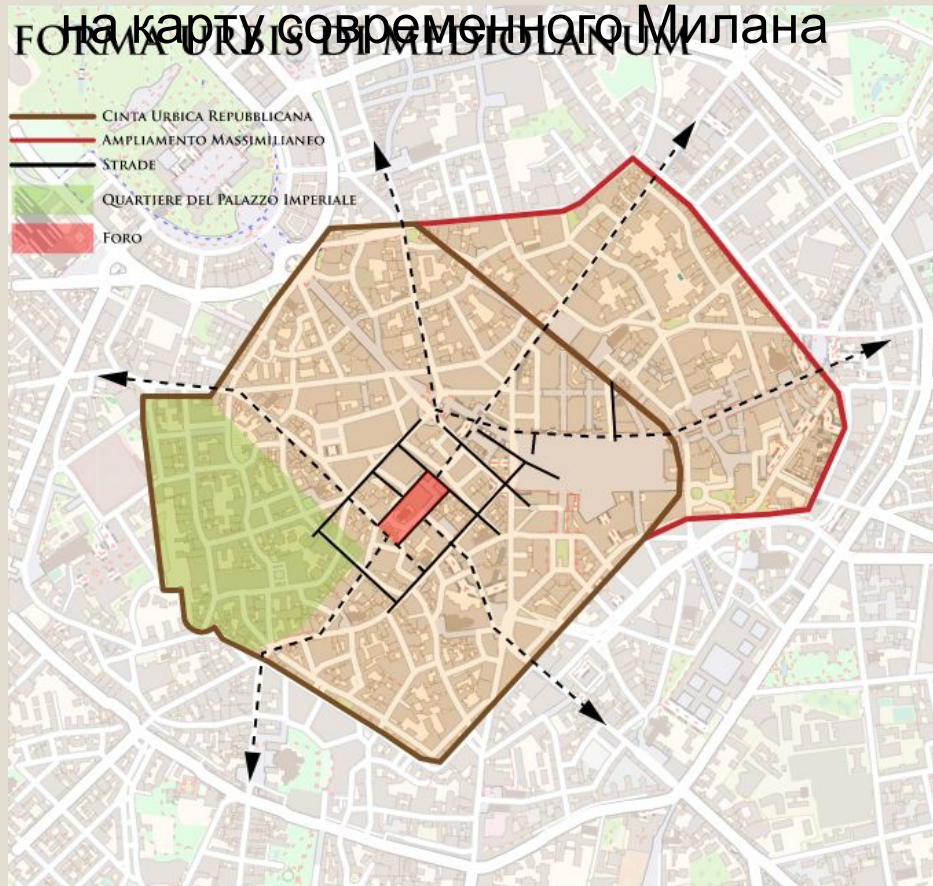 на карту современного Милана
FORMA URBIS DI MEDIOLANUM
CINTA URBICA REPUBBLICANA
AMPLIAMENTO MASSIMILIANEO
STRADE
QUARTIERE DEL PALAZZO IMPERIALE
FORO